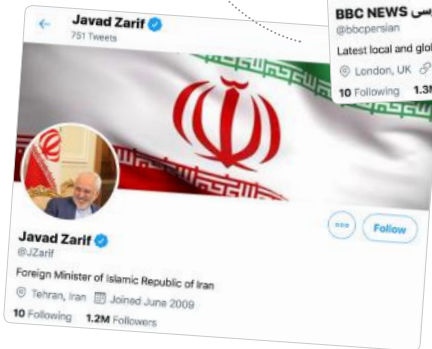 Javad Zarif
751 Tweets
BBC NEWS
@bbcpersian
Latest local and glo
London, UK
10 Following 1.3M
Follow
Javad Zarif
@JZarif
Foreign Minister of Islamic Republic of Iran
Tehran, Iran Joined June 2009
10 Following 1.2M Followers